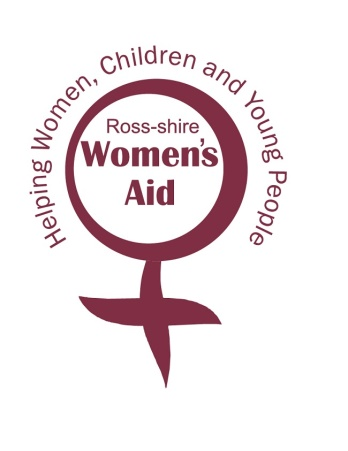 Helping Women, Children and Young People
Ross-shire
Women's
Aid